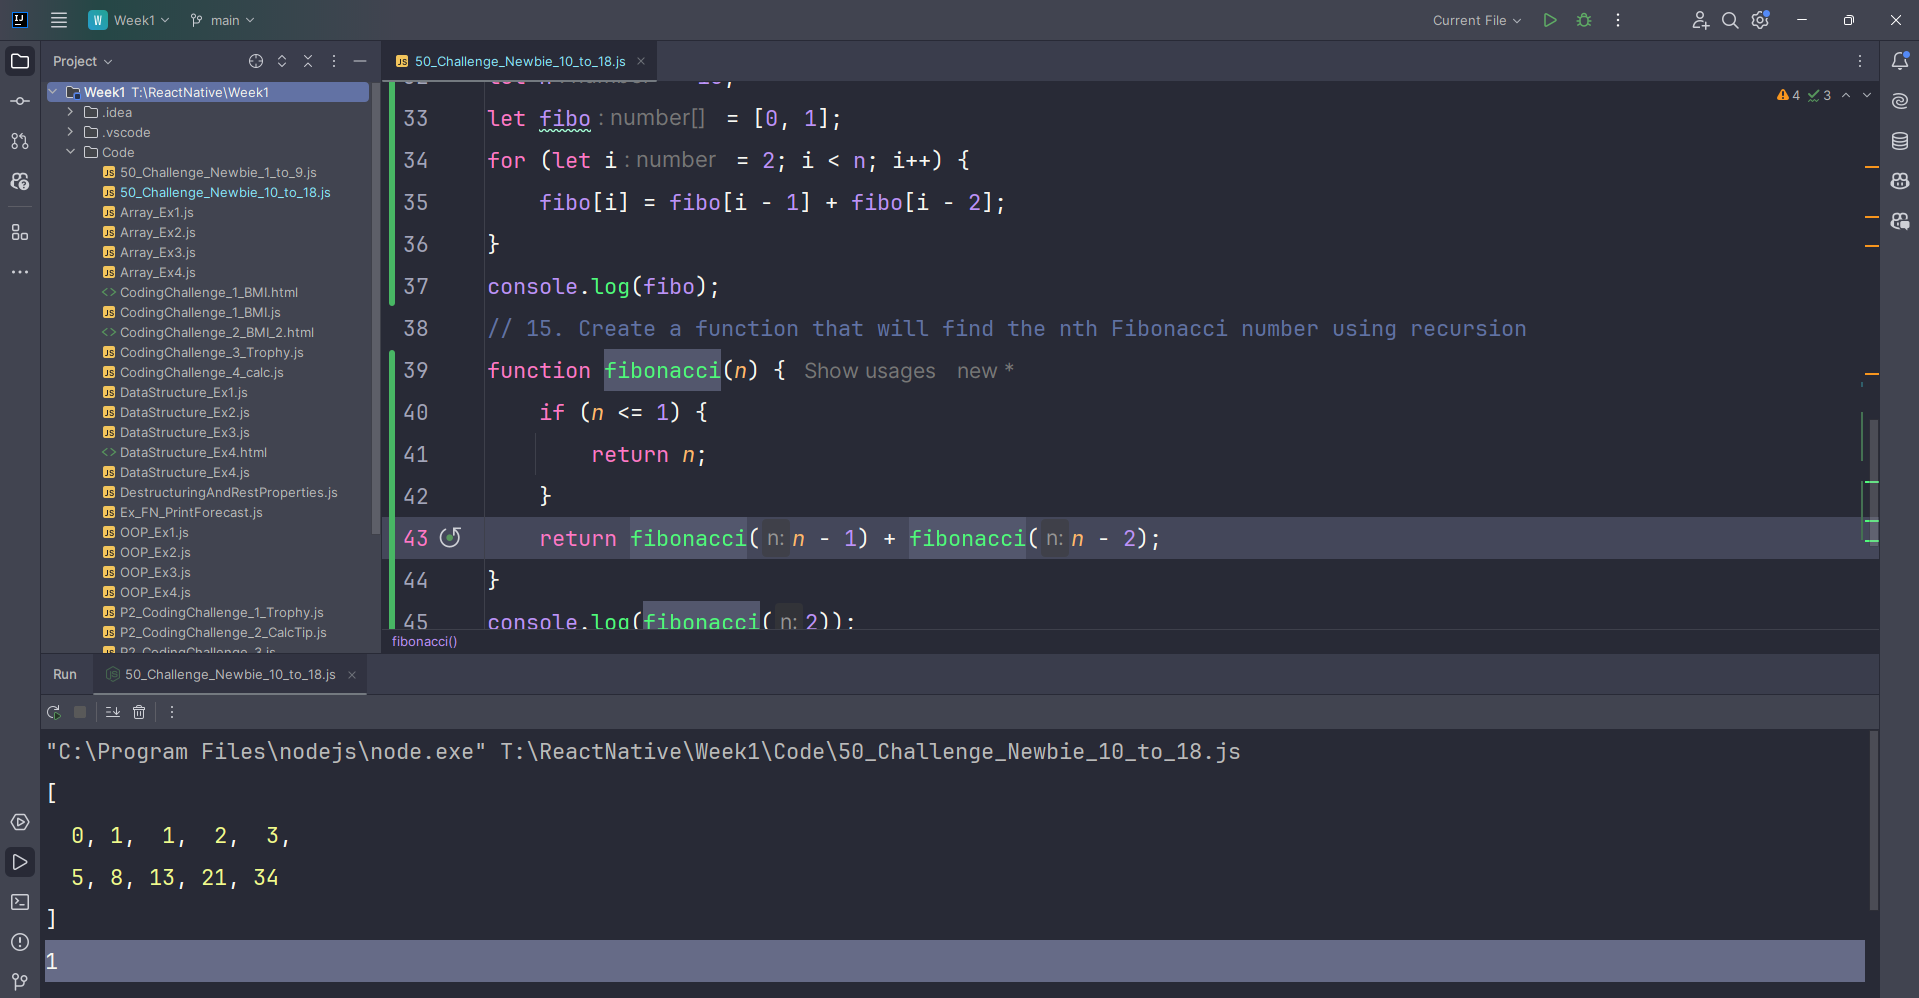 W Week1 main Current File
Project
Week1 T:\ReactNative\Week1
.idea
.vscode
Code
50_Challenge_Newbie_1_to_9.js
50_Challenge_Newbie_10_to_18.js
Array_Ex1.js
Array_Ex2.js
Array_Ex3.js
Array_Ex4.js
CodingChallenge_1_BMI.html
CodingChallenge_1_BMI.js
CodingChallenge_2_BMI_2.html
CodingChallenge_3_Trophy.js
CodingChallenge_4_calc.js
DataStructure_Ex1.js
DataStructure_Ex2.js
DataStructure_Ex3.js
DataStructure_Ex4.html
DataStructure_Ex4.js
DestructuringAndRestProperties.js
Ex_FN_PrintForecast.js
OOP_Ex1.js
OOP_Ex2.js
OOP_Ex3.js
OOP_Ex4.js
P2_CodingChallenge_1_Trophy.js
P2_CodingChallenge_2_CalcTip.js
P2_CodingChallenge_3.js
50_Challenge_Newbie_10_to_18.js
4 3
33 let fibo : number[] = [0, 1];
34 for (let i : number = 2; i < n; i++) {
35 fibo[i] = fibo[i - 1] + fibo[i - 2];
36 }
37 console.log(fibo);
38 // 15. Create a function that will find the nth Fibonacci number using recursion
39 function fibonacci(n) { Show usages new *
40 if (n <= 1) {
41 return n;
42 }
43 return fibonacci( n: n - 1) + fibonacci( n: n - 2);
44 }
45 console.log(fibonacci( n: 2));
fibonacci()
Run 50_Challenge_Newbie_10_to_18.js
"C:\Program Files\nodejs\node.exe" T:\ReactNative\Week1\Code\50_Challenge_Newbie_10_to_18.js
[
0, 1, 1, 2, 3,
5, 8, 13, 21, 34
]
1